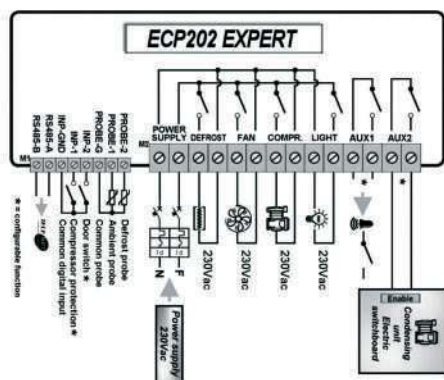 ECP202 EXPERT
POWER SUPPLY
DEFROST
FAN
COMPR.
LIGHT
AUX1
AUX2
M1
M2
RS485-B
RS485-A
INP-GND
INP-1
INP-2
PROBE-G
PROBE-1
PROBE-2
* = configurable function
Common digital input
Compressor protection *
Door switch *
Common probe
Ambient probe
Defrost probe
N
F
Power supply
230Vac
230Vac
230Vac
230Vac
230Vac
*
*
Enable
Condensing
unit
Electric
switchboard